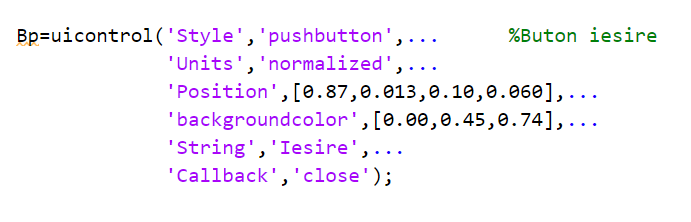 Bp=uicontrol('Style','pushbutton',... %Buton iesire
'Units','normalized',...
'Position',[0.87,0.013,0.10,0.060],...
'backgroundcolor',[0.00,0.45,0.74],...
'String','Iesire',...
'Callback','close');